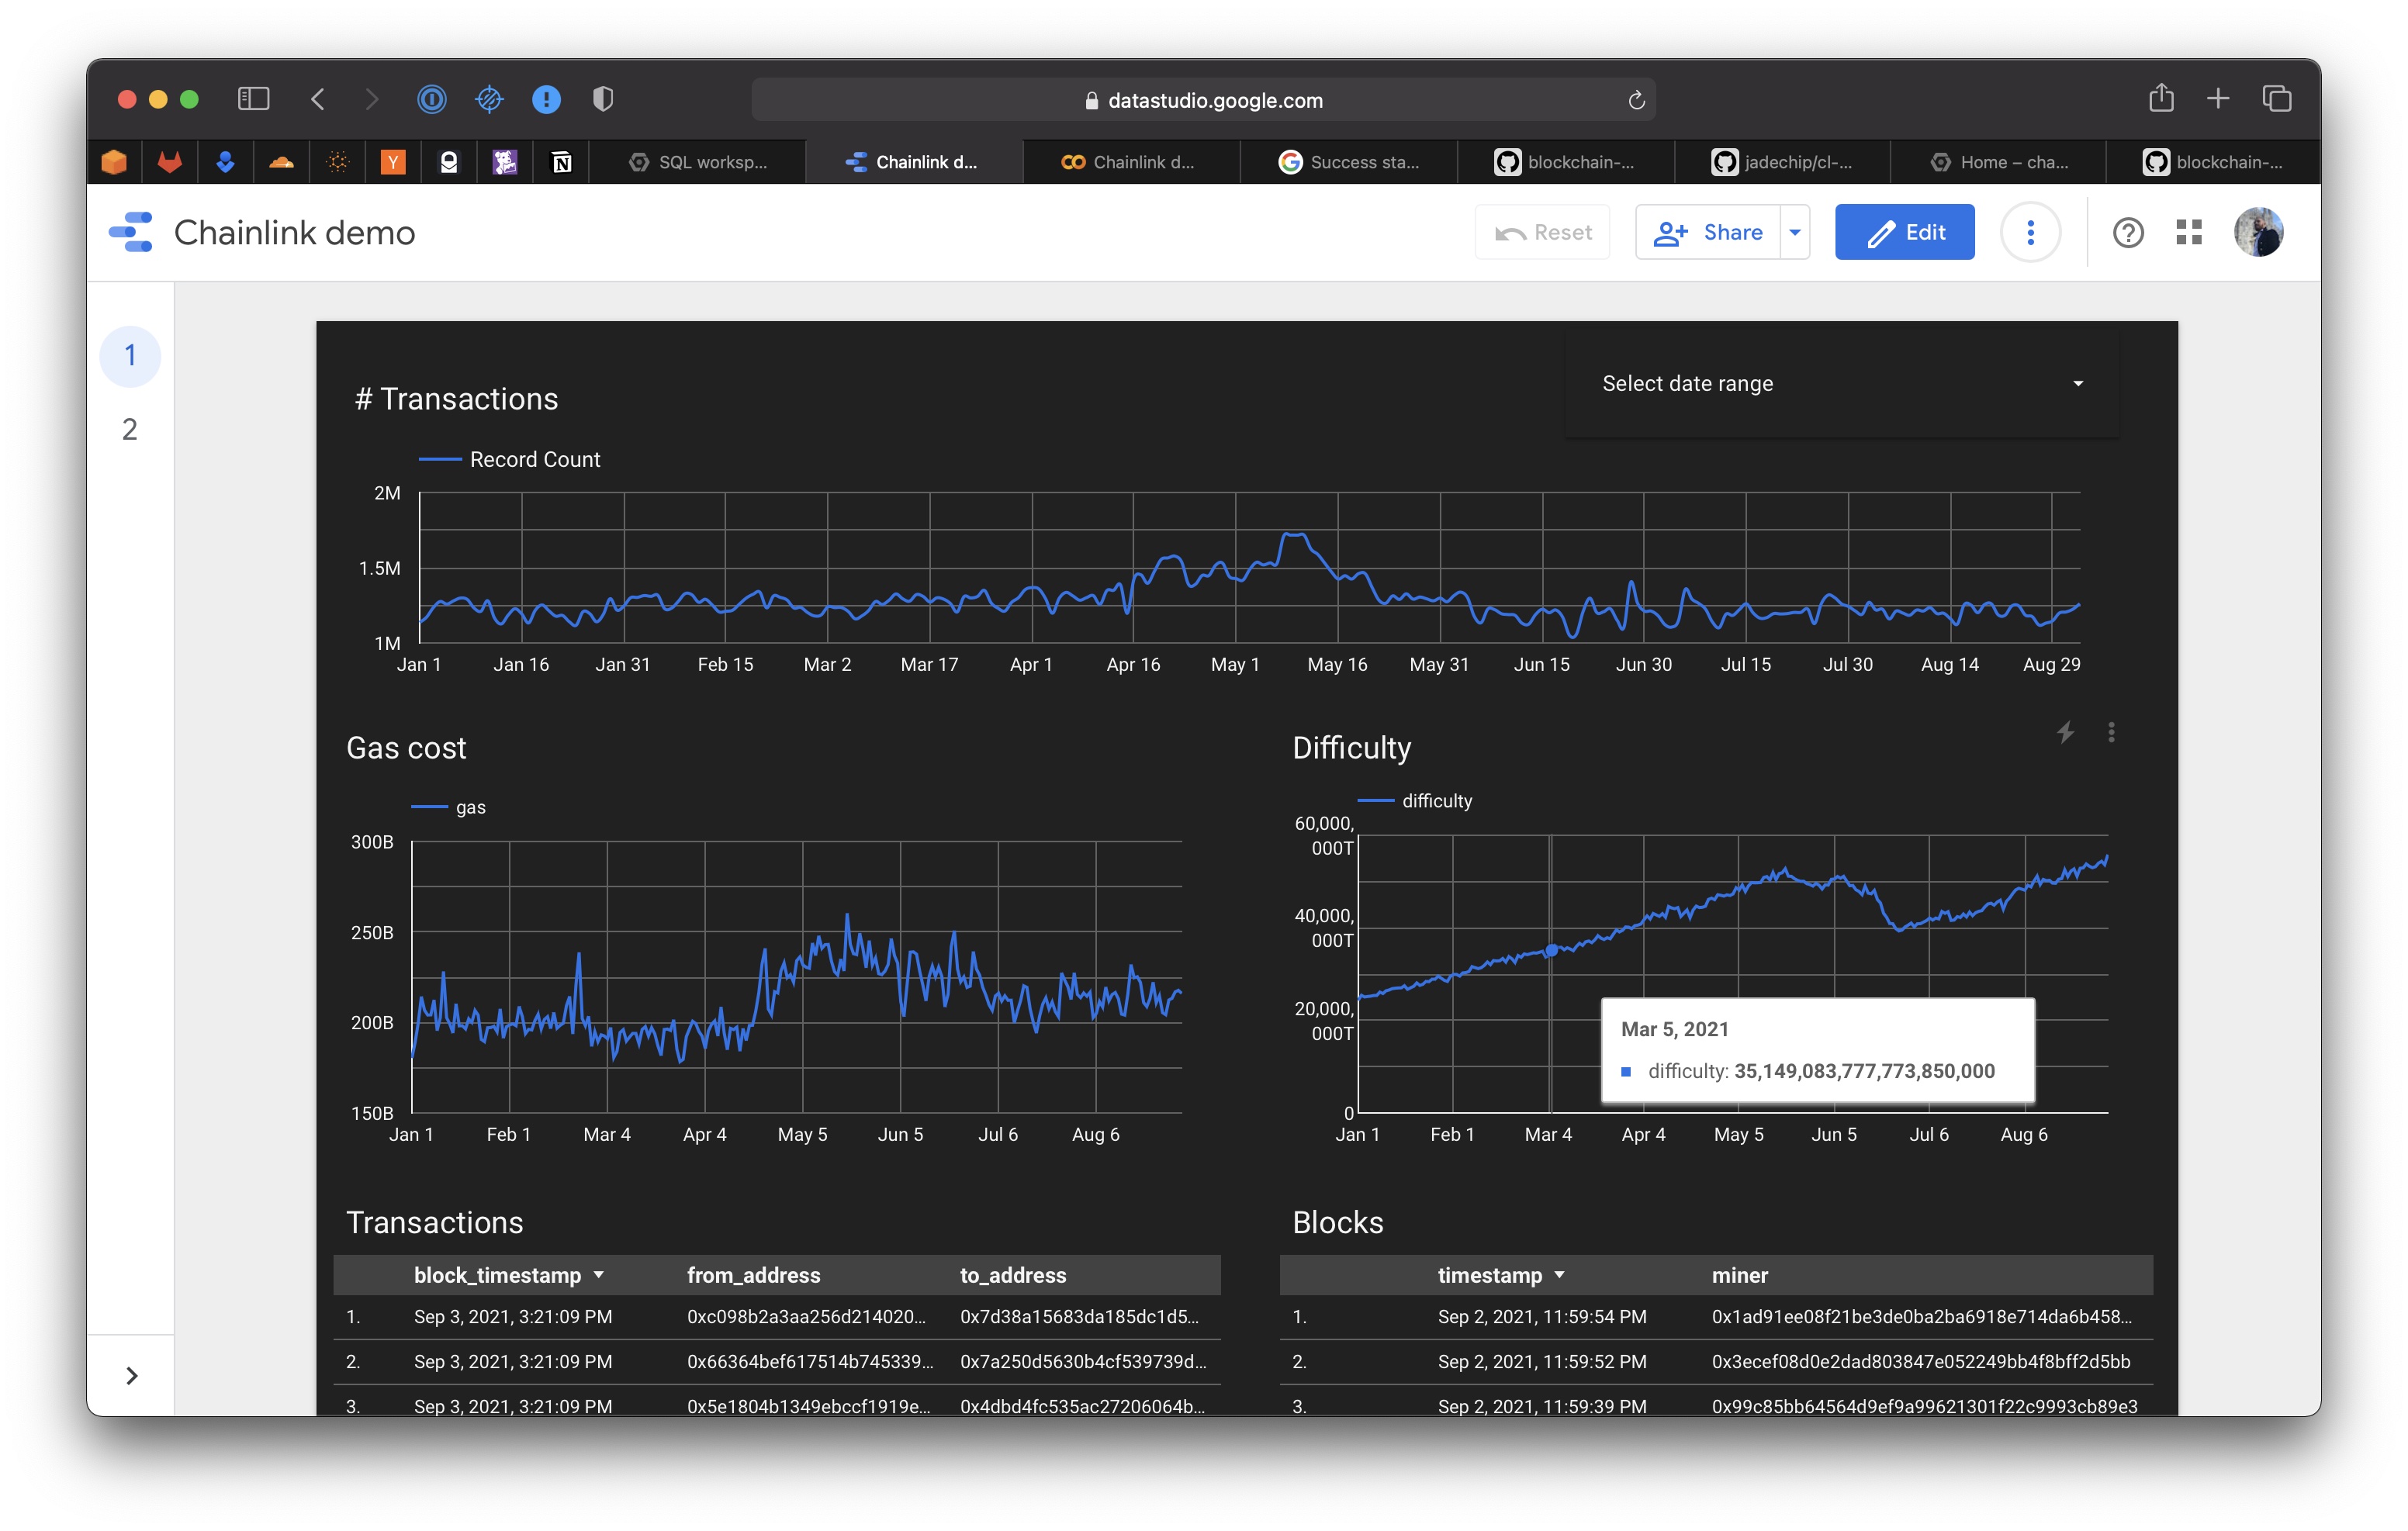 datastudio.google.com
SQL worksp...
Chainlink d...
Chainlink d...
Success sta...
blockchain-...
jadechip/cl-...
Home – cha...
blockchain-...
Chainlink demo
Reset
Share
Edit
1
2
# Transactions
Select date range
Record Count
2M
1.5M
1M
Jan 1 Jan 16 Jan 31 Feb 15 Mar 2 Mar 17 Apr 1 Apr 16 May 1 May 16 May 31 Jun 15 Jun 30 Jul 15 Jul 30 Aug 14 Aug 29
Gas cost
gas
300B
250B
200B
150B
Jan 1 Feb 1 Mar 4 Apr 4 May 5 Jun 5 Jul 6 Aug 6
Difficulty
difficulty
60,000,
000T
40,000,
000T
20,000,
000T
0
Mar 5, 2021
difficulty: 35,149,083,777,773,850,000
Jan 1 Feb 1 Mar 4 Apr 4 May 5 Jun 5 Jul 6 Aug 6
Transactions
block_timestamp from_address to_address
1. Sep 3, 2021, 3:21:09 PM 0xc098b2a3aa256d214020... 0x7d38a15683da185dc1d5...
2. Sep 3, 2021, 3:21:09 PM 0x66364bef617514b745339... 0x7a250d5630b4cf539739d...
3. Sep 3, 2021, 3:21:09 PM 0x5e1804b1349ebccf1919e... 0x4dbd4fc535ac27206064b...
Blocks
timestamp miner
1. Sep 2, 2021, 11:59:54 PM 0x1ad91ee08f21be3de0ba2ba6918e714da6b458...
2. Sep 2, 2021, 11:59:52 PM 0x3ecef08d0e2dad803847e052249bb4f8bff2d5bb
3. Sep 2, 2021, 11:59:39 PM 0x99c85bb64564d9ef9a99621301f22c9993cb89e3